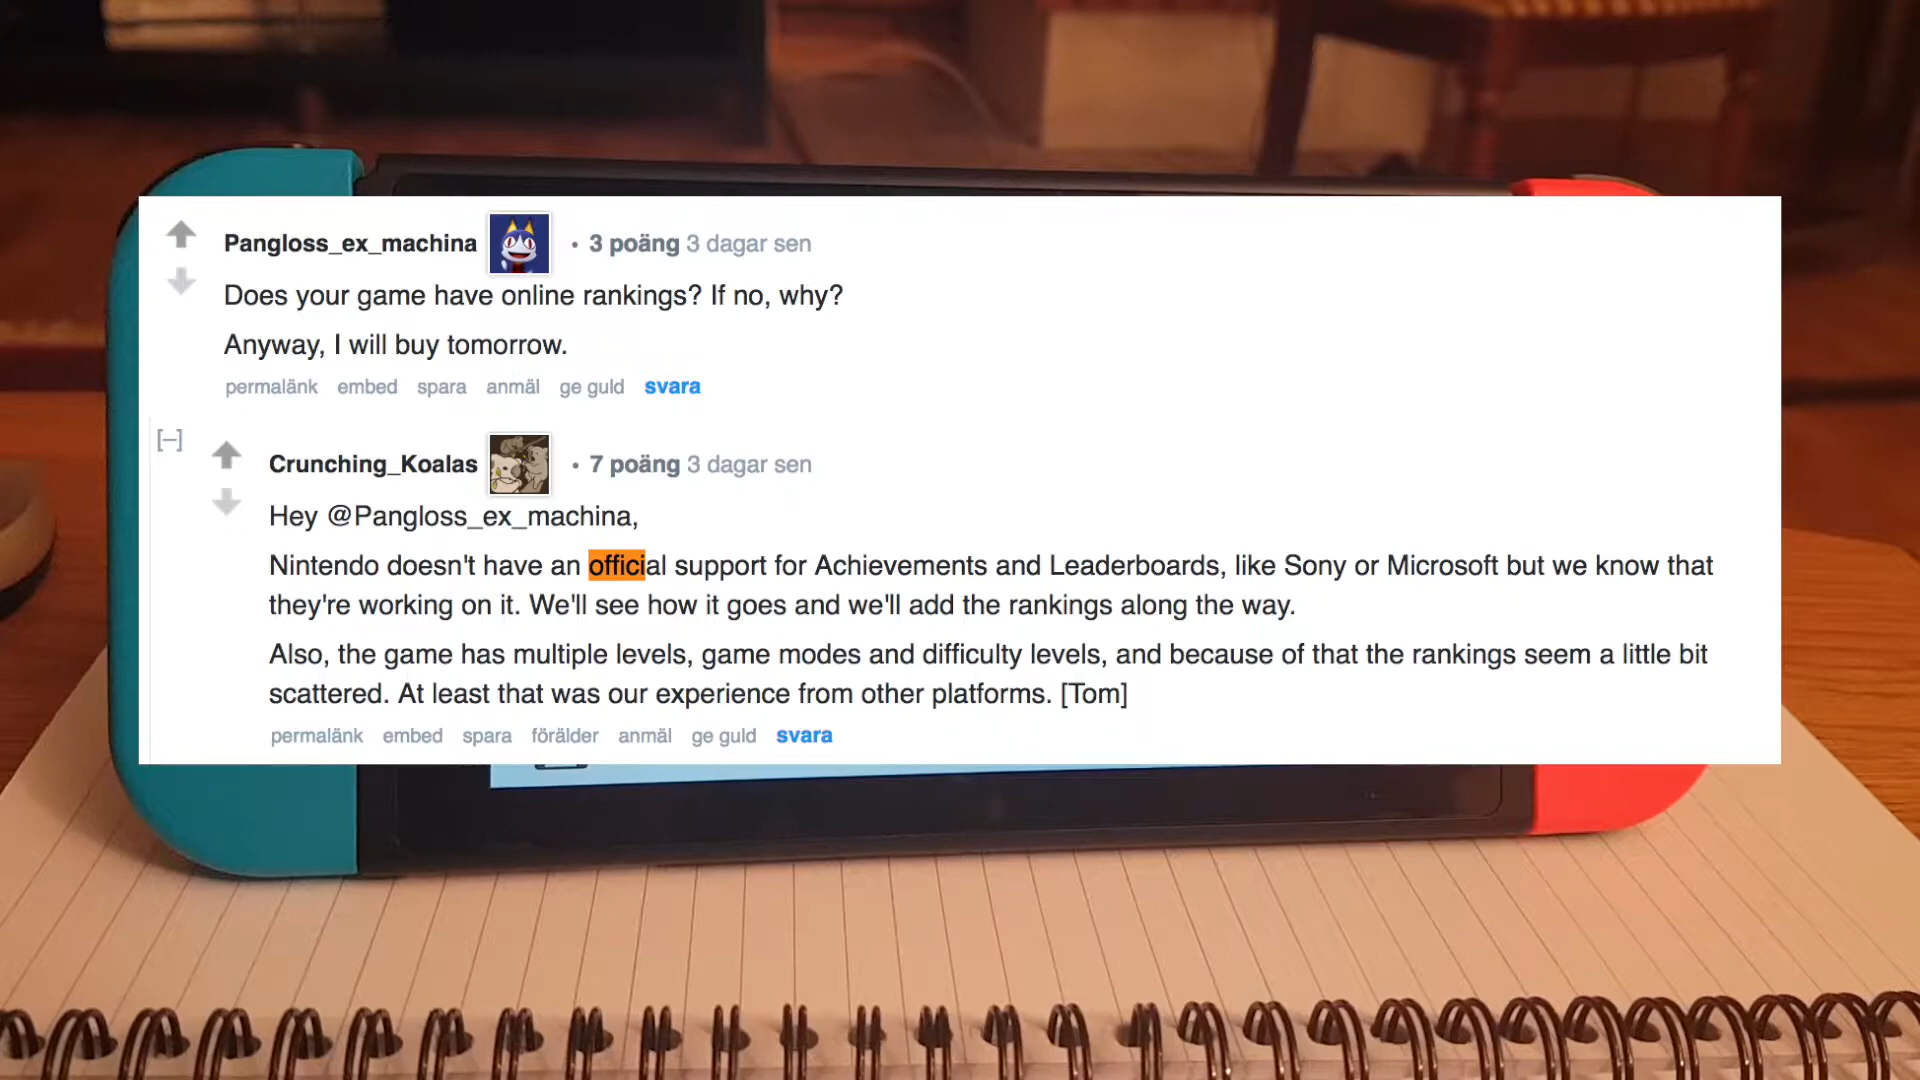 Pangloss_ex_machina • 3 poäng 3 dagar sen
Does your game have online rankings? If no, why?
Anyway, I will buy tomorrow.
permalänk embed spara anmäl ge guld svara
[–]
Crunching_Koalas • 7 poäng 3 dagar sen
Hey @Pangloss_ex_machina,
Nintendo doesn't have an official support for Achievements and Leaderboards, like Sony or Microsoft but we know that
they're working on it. We'll see how it goes and we'll add the rankings along the way.
Also, the game has multiple levels, game modes and difficulty levels, and because of that the rankings seem a little bit
scattered. At least that was our experience from other platforms. [Tom]
permalänk embed spara förälder anmäl ge guld svara